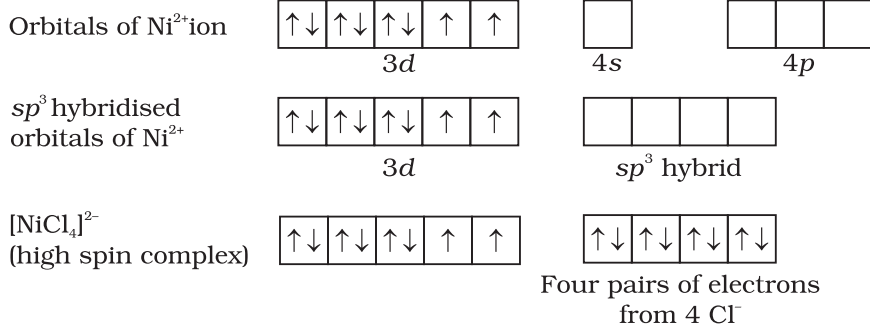 Orbitals of Ni²⁺ion
↑↓ ↑↓ ↑↓ ↑ ↑
3d 4s 4p
sp³ hybridised
orbitals of Ni²⁺
↑↓ ↑↓ ↑↓ ↑ ↑
3d sp³ hybrid
[NiCl₄]²⁻
(high spin complex)
↑↓ ↑↓ ↑↓ ↑ ↑ ↑↓ ↑↓ ↑↓ ↑↓
Four pairs of electrons
from 4 Cl⁻